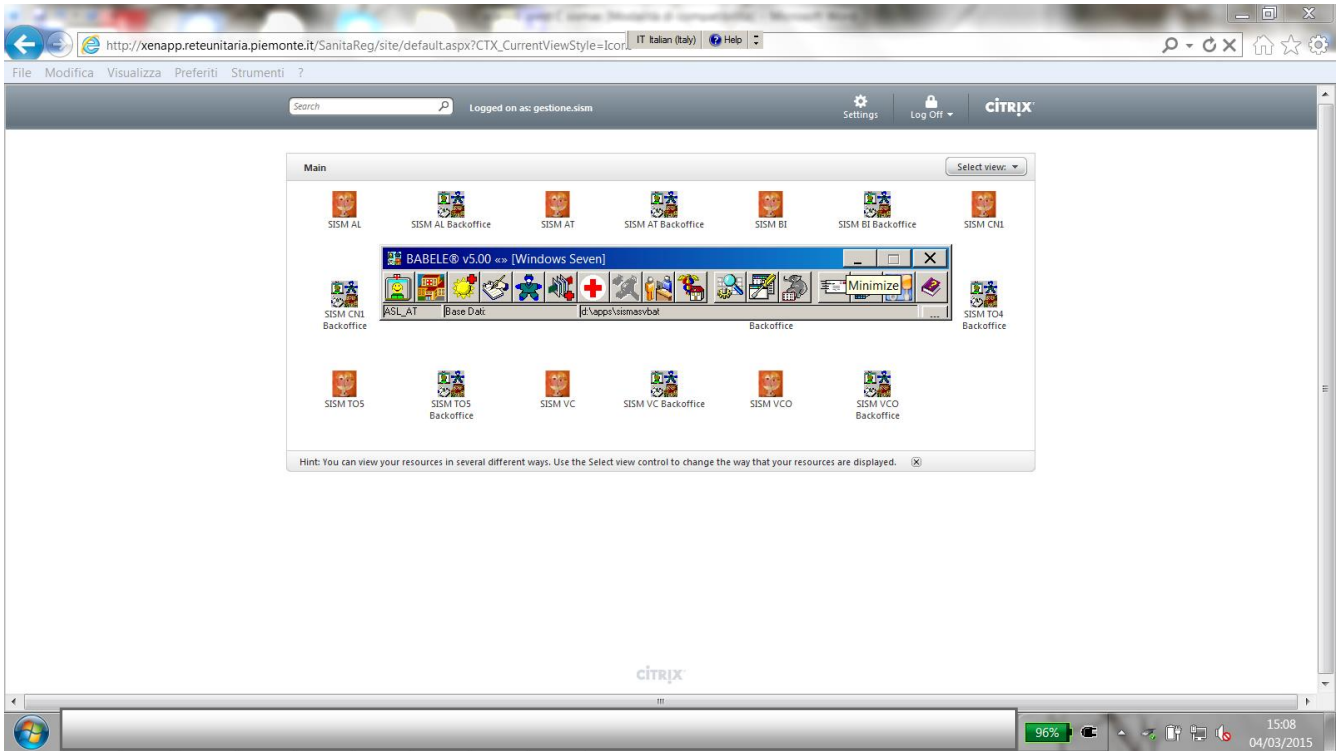 http://xenapp.reteunitaria.piemonte.it/SanitaReg/site/default.aspx?CTX_CurrentViewStyle=Icon
IT Italian (Italy) Help
File Modifica Visualizza Preferiti Strumenti ?
Search
Logged on as: gestione.sism
Settings
Log Off
CITRIX
Main
Select view:
SISM AL
SISM AL Backoffice
SISM AT
SISM AT Backoffice
SISM BI
SISM BI Backoffice
SISM CN1
BABELE® v5.00 «» [Windows Seven]
Minimize
ASL_AT
Base Dati:
d:\apps\sismasvbat
SISM CN1
Backoffice
Backoffice
SISM TO4
Backoffice
SISM TO5
SISM TO5
Backoffice
SISM VC
SISM VC Backoffice
SISM VCO
SISM VCO
Backoffice
Hint: You can view your resources in several different ways. Use the Select view control to change the way that your resources are displayed.
CITRIX
96%
15:08
04/03/2015